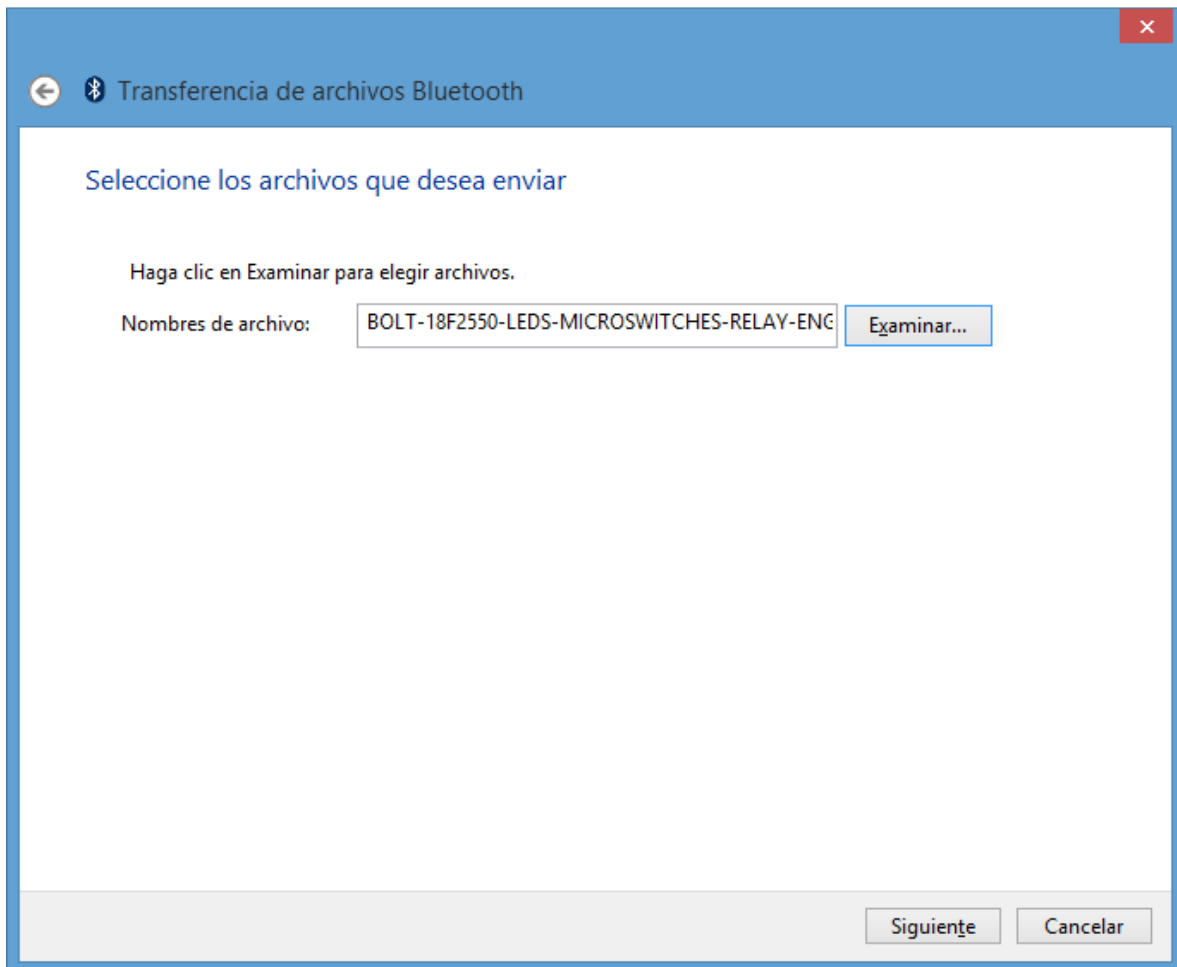 Transferencia de archivos Bluetooth
Seleccione los archivos que desea enviar
Haga clic en Examinar para elegir archivos.
Nombres de archivo: BOLT-18F2550-LEDS-MICROSWITCHES-RELAY-ENG Examinar...
Siguiente Cancelar